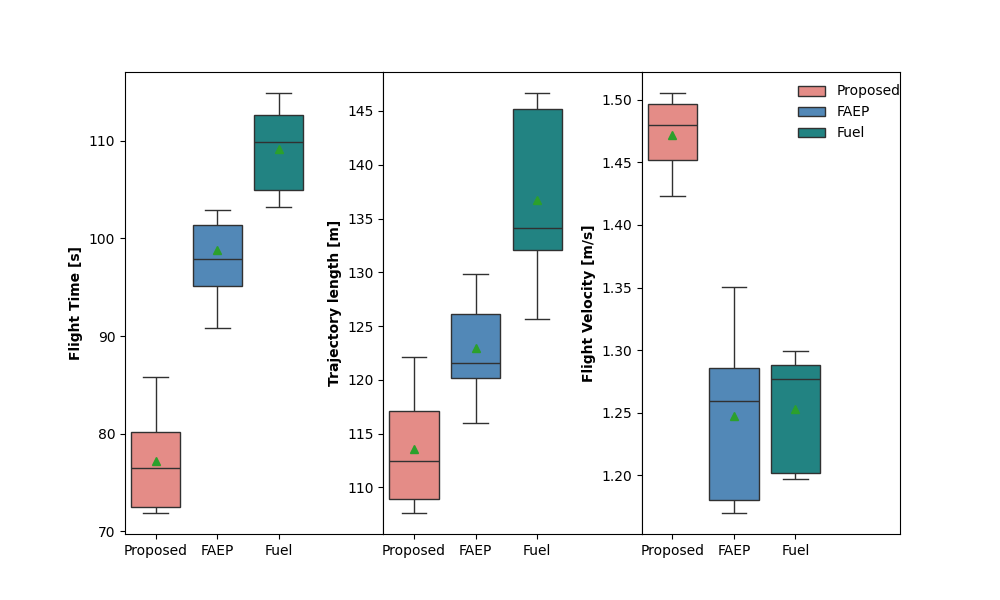 Flight Time [s]
110
100
90
80
70
Proposed
FAEP
Fuel
Trajectory length [m]
145
140
135
130
125
120
115
110
Proposed
FAEP
Fuel
Flight Velocity [m/s]
1.50
1.45
1.40
1.35
1.30
1.25
1.20
Proposed
FAEP
Fuel
Proposed
FAEP
Fuel